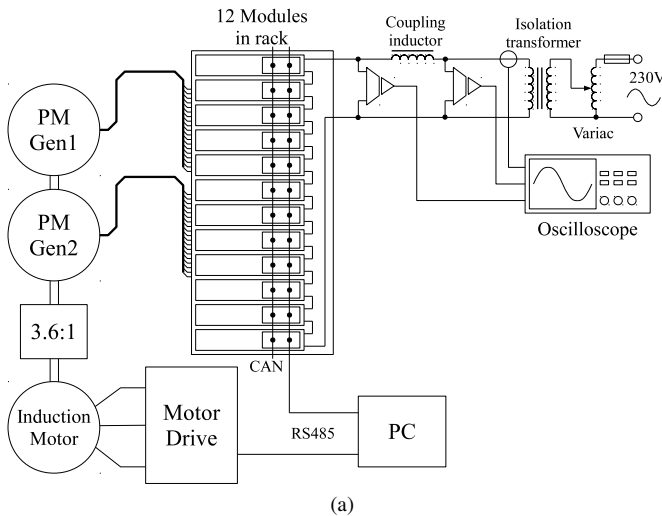 12 Modules
in rack
Coupling
inductor
Isolation
transformer
230V
Variac
PM
Gen1
PM
Gen2
Oscilloscope
3.6:1
CAN
Induction
Motor
Motor
Drive
RS485
PC
(a)